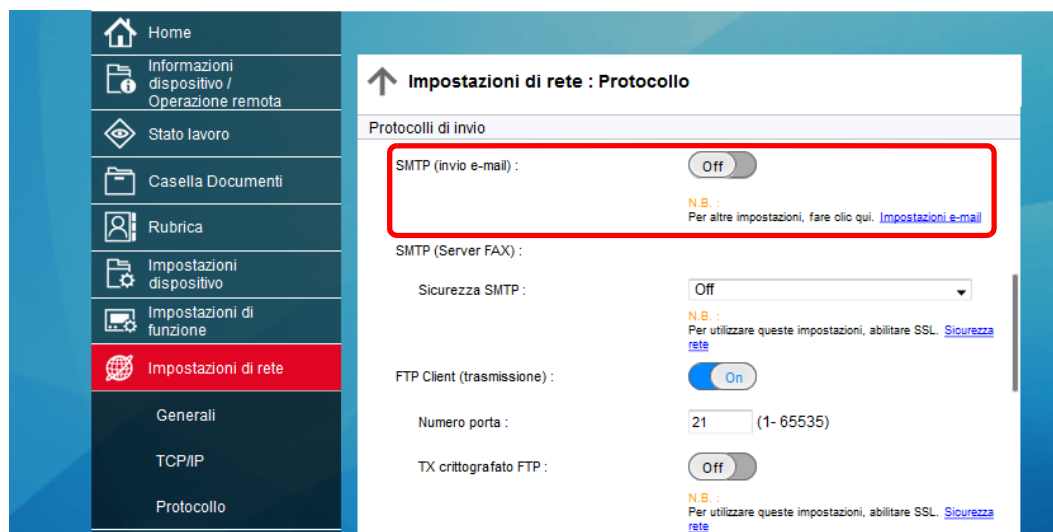 Home
Informazioni
dispositivo /
Operazione remota
Stato lavoro
Casella Documenti
Rubrica
Impostazioni
dispositivo
Impostazioni di
funzione
Impostazioni di rete
Generali
TCP/IP
Protocollo
Impostazioni di rete : Protocollo
Protocolli di invio
SMTP (invio e-mail) : Off
N.B. :
Per altre impostazioni, fare clic qui. Impostazioni e-mail
SMTP (Server FAX) :
Sicurezza SMTP : Off
N.B. :
Per utilizzare queste impostazioni, abilitare SSL. Sicurezza
rete
FTP Client (trasmissione) : On
Numero porta : 21 (1- 65535)
TX crittografato FTP : Off
N.B. :
Per utilizzare queste impostazioni, abilitare SSL. Sicurezza
rete